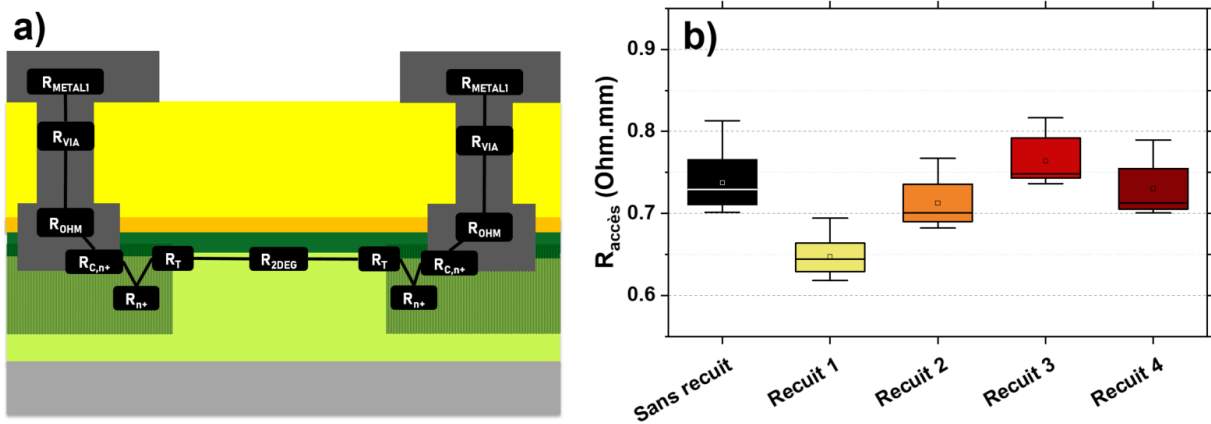 a)
R_METAL1
R_METAL1
R_VIA
R_VIA
R_OHM
R_OHM
R_C,n+
R_T
R_2DEG
R_T
R_C,n+
R_n+
R_n+
b)
R_accès (Ohm.mm)
0.9
0.8
0.7
0.6
Sans recuit
Recuit 1
Recuit 2
Recuit 3
Recuit 4